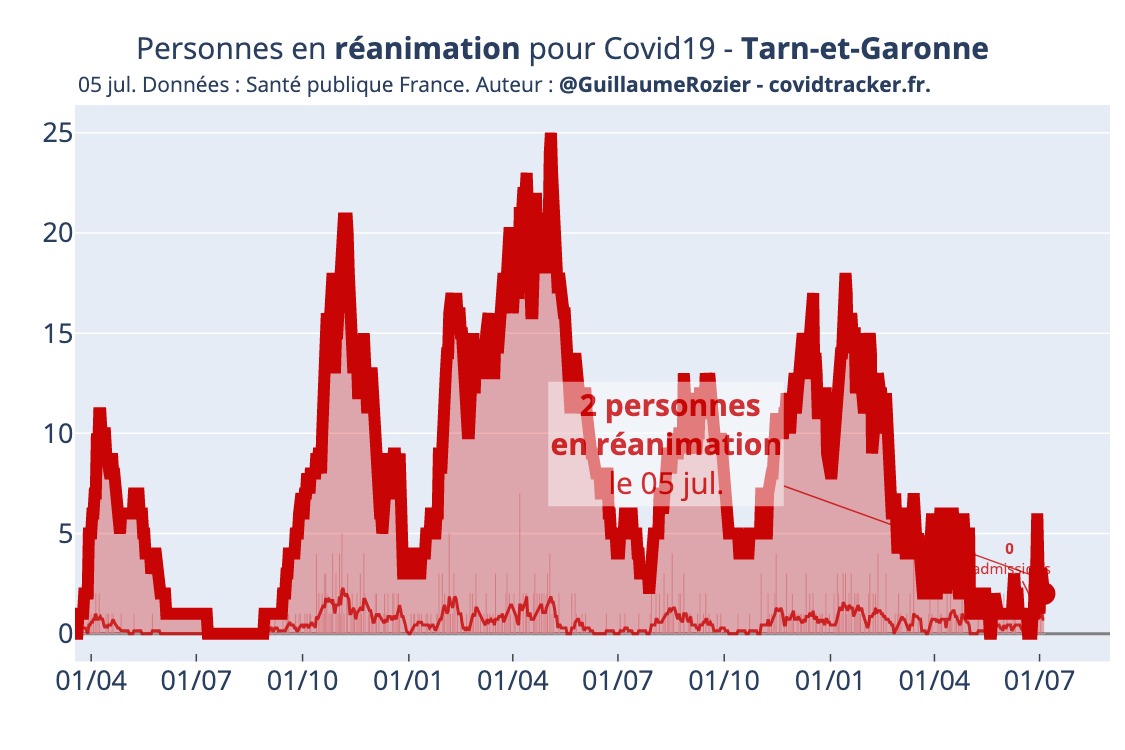 Personnes en réanimation pour Covid19 - Tarn-et-Garonne
05 jul. Données : Santé publique France. Auteur : @GuillaumeRozier - covidtracker.fr.
25
20
15
10
5
0
2 personnes
en réanimation
le 05 jul.
0
admissions
01/04 01/07 01/10 01/01 01/04 01/07 01/10 01/01 01/04 01/07